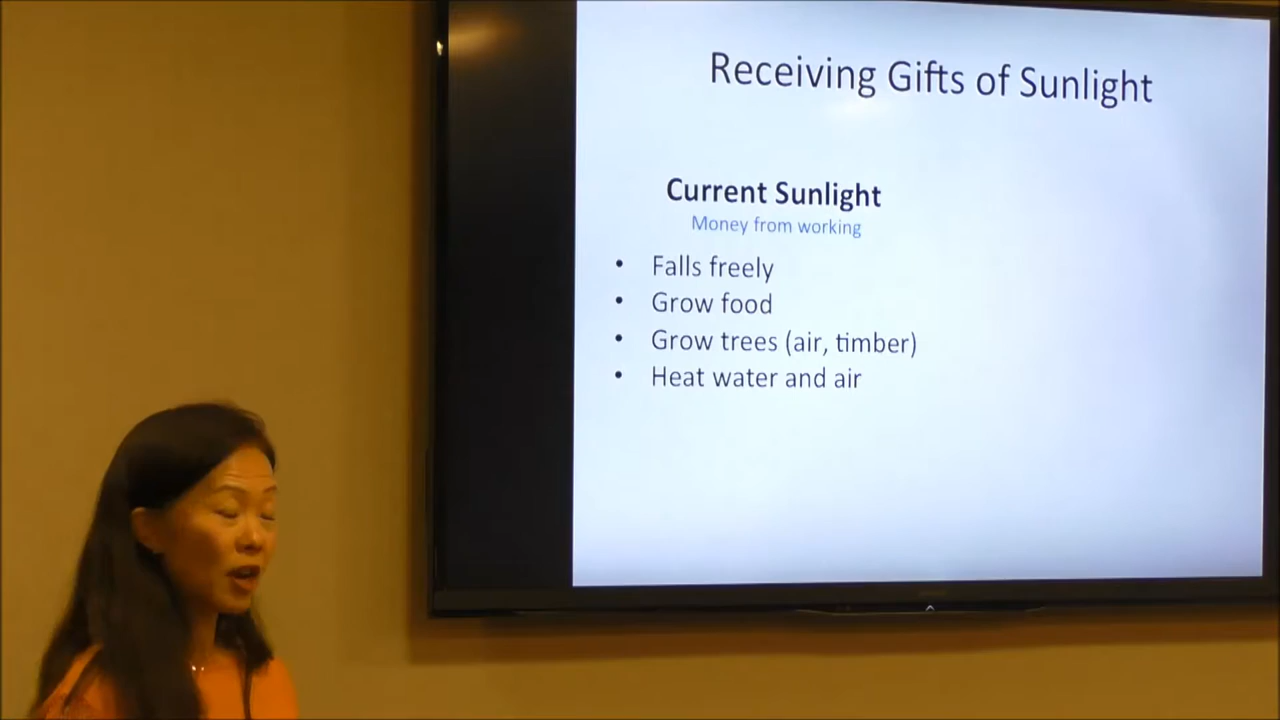 Receiving Gifts of Sunlight
Current Sunlight
Money from working
• Falls freely
• Grow food
• Grow trees (air, timber)
• Heat water and air